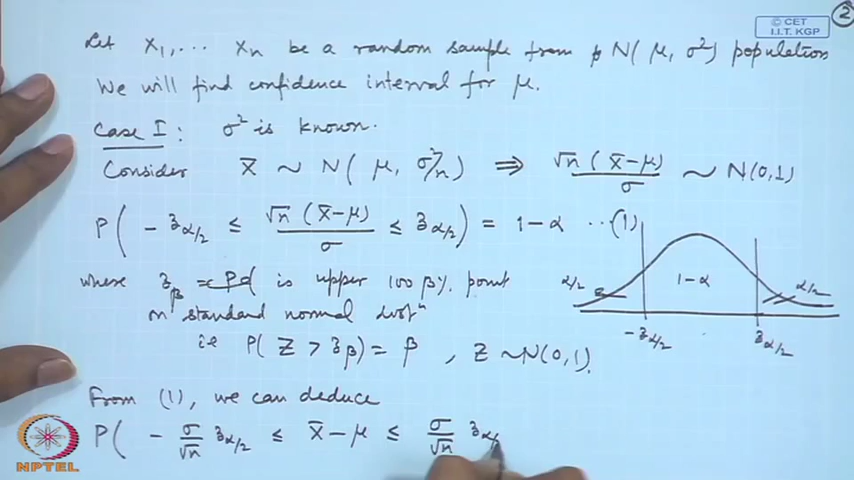 © CET
I.I.T. KGP
2
Let X₁, ... Xₙ be a random sample from N(μ, σ²) population
We will find confidence interval for μ.
Case I : σ² is known.
Consider X̄ ~ N(μ, σ²/n) ⇒ √n (X̄-μ)/σ ~ N(0,1)
P( - z_{α/2} ≤ √n (X̄-μ)/σ ≤ z_{α/2} ) = 1-α ...(1)
where z_β is upper 100 β% point
on standard normal distⁿ
i.e P( Z > z_β) = β , Z ~N(0,1).
α/2 1-α α/2
-z_{α/2} z_{α/2}
From (1), we can deduce
P( - σ/√n z_{α/2} ≤ X̄-μ ≤ σ/√n z_α/
NPTEL